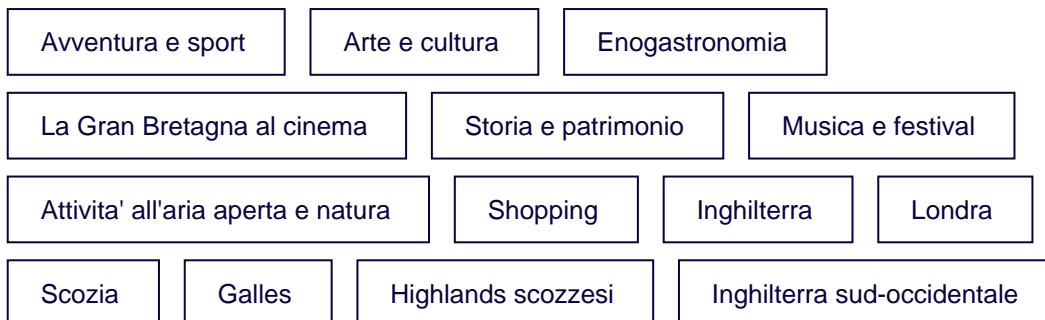 Avventura e sport Arte e cultura Enogastronomia
La Gran Bretagna al cinema Storia e patrimonio Musica e festival
Attivita' all'aria aperta e natura Shopping Inghilterra Londra
Scozia Galles Highlands scozzesi Inghilterra sud-occidentale